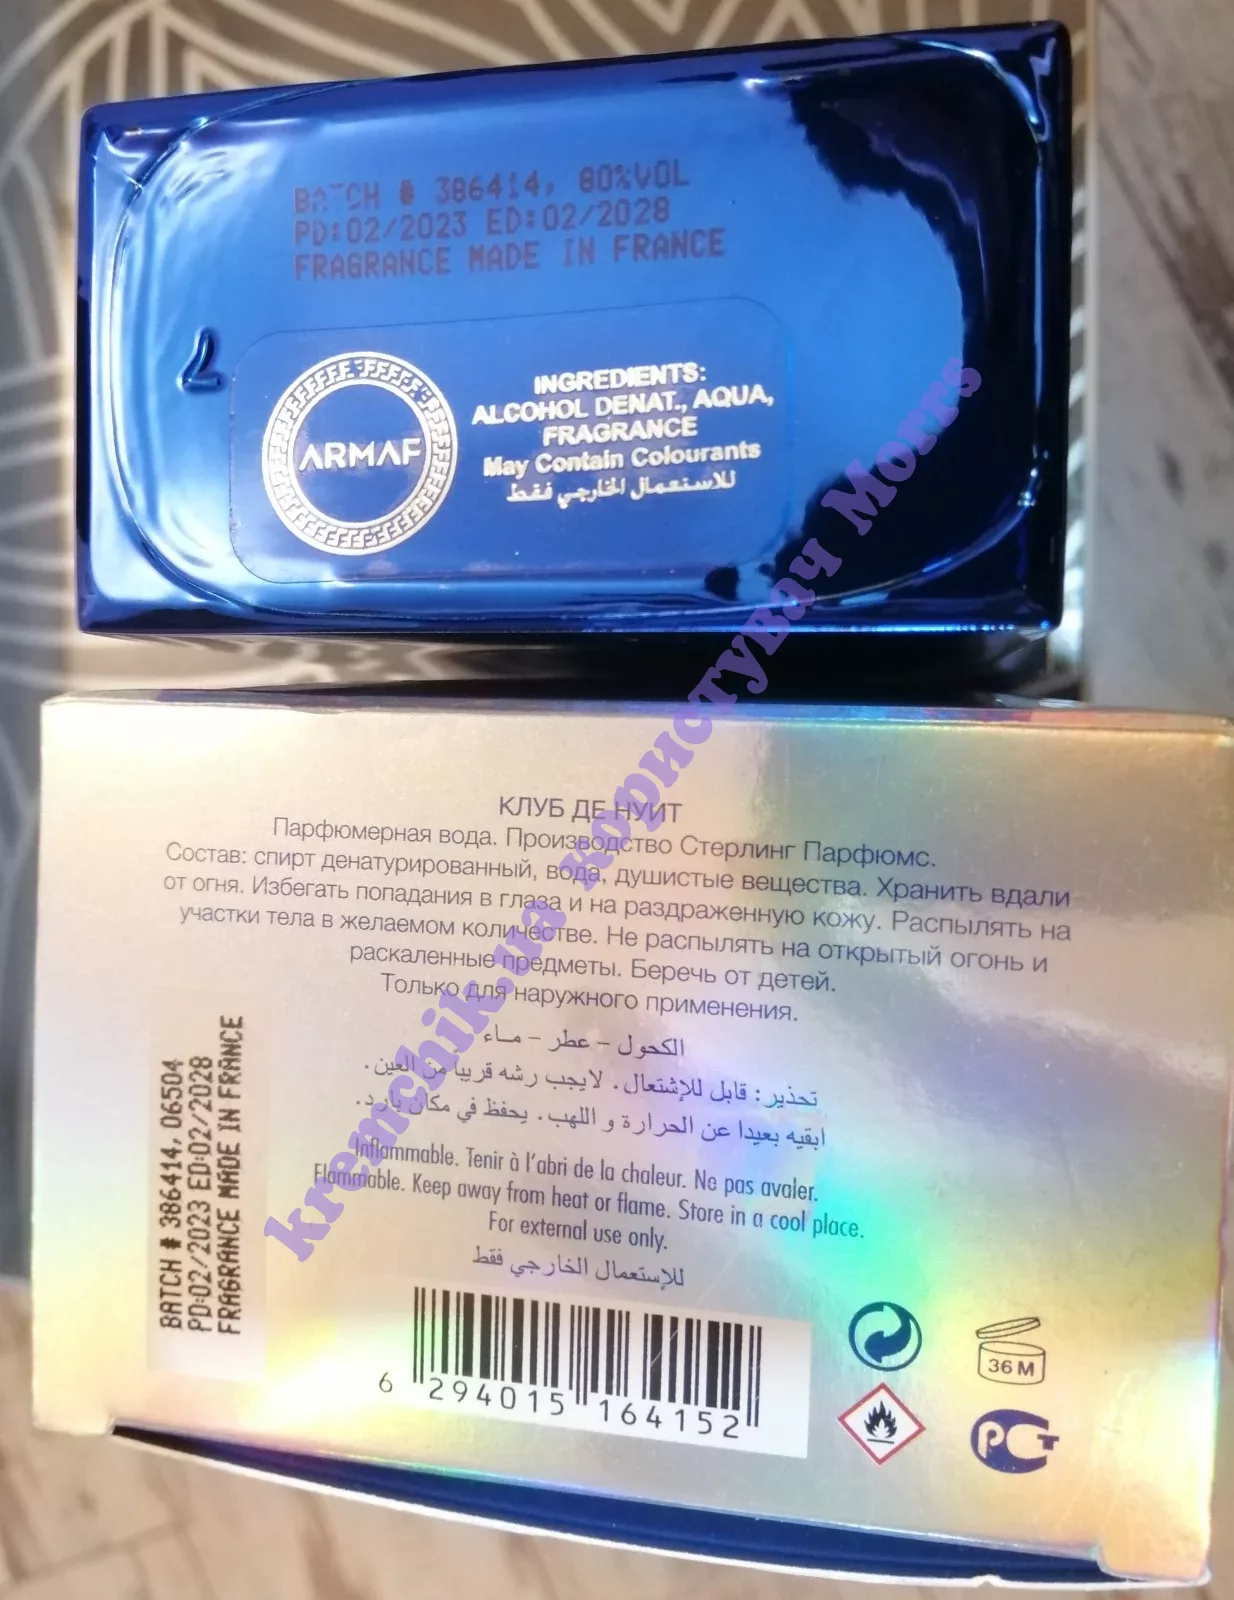 BATCH # 386414, 80%VOL
PD:02/2023 ED:02/2028
FRAGRANCE MADE IN FRANCE
ARMAF
INGREDIENTS:
ALCOHOL DENAT., AQUA,
FRAGRANCE
May Contain Colourants
للاستعمال الخارجي فقط
КЛУБ ДЕ НУИТ
Парфюмерная вода. Производство Стерлинг Парфюмс.
Состав: спирт денатурированный, вода, душистые вещества. Хранить вдали
от огня. Избегать попадания в глаза и на раздраженную кожу. Распылять на
участки тела в желаемом количестве. Не распылять на открытый огонь и
раскаленные предметы. Беречь от детей.
Только для наружного применения.
الكحول - عطر - ماء
تحذير: قابل للإشتعال. لايجب رشه قريبا من العين.
ابقيه بعيدا عن الحرارة و اللهب. يحفظ في مكان بارد.
Inflammable. Tenir à l'abri de la chaleur. Ne pas avaler.
Flammable. Keep away from heat or flame. Store in a cool place.
For external use only.
للإستعمال الخارجي فقط
BATCH # 386414, 06504
PD:02/2023 ED:02/2028
FRAGRANCE MADE IN FRANCE
6 294015 164152
36 M
РСТ
kremchik.ua Користувач Morrs